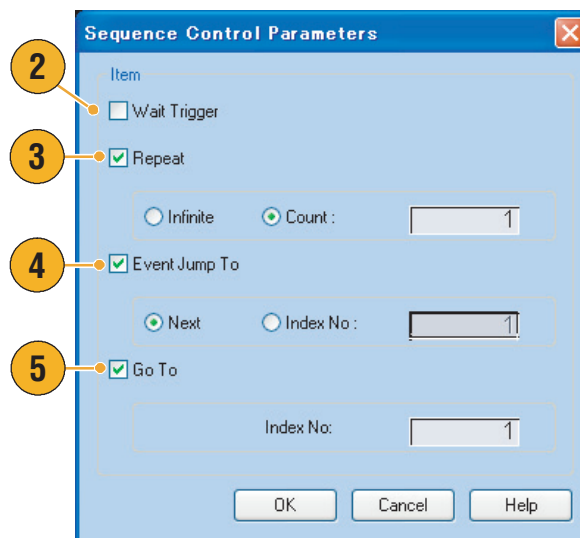 Sequence Control Parameters
Item
2
Wait Trigger
3
Repeat
Infinite Count : 1
4
Event Jump To
Next Index No : 1
5
Go To
Index No: 1
OK Cancel Help